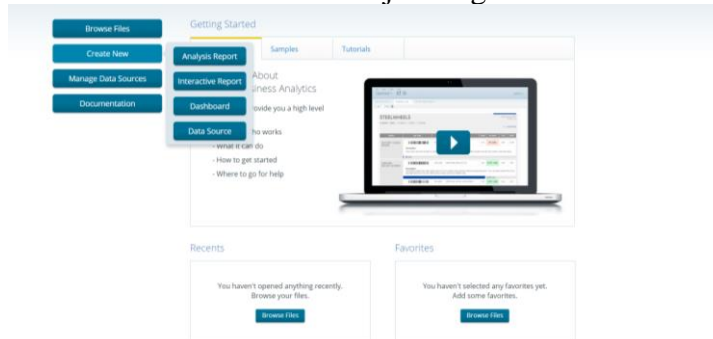 Browse Files
Create New
Manage Data Sources
Documentation
Analysis Report
Interactive Report
Dashboard
Data Source
Getting Started
Samples
Tutorials
About
iness Analytics
ovide you a high level
ho works
- What it can do
- How to get started
- Where to go for help
STEELWHEELS
Recents
You haven't opened anything recently.
Browse your files.
Browse Files
Favorites
You haven't selected any favorites yet.
Add some favorites.
Browse Files